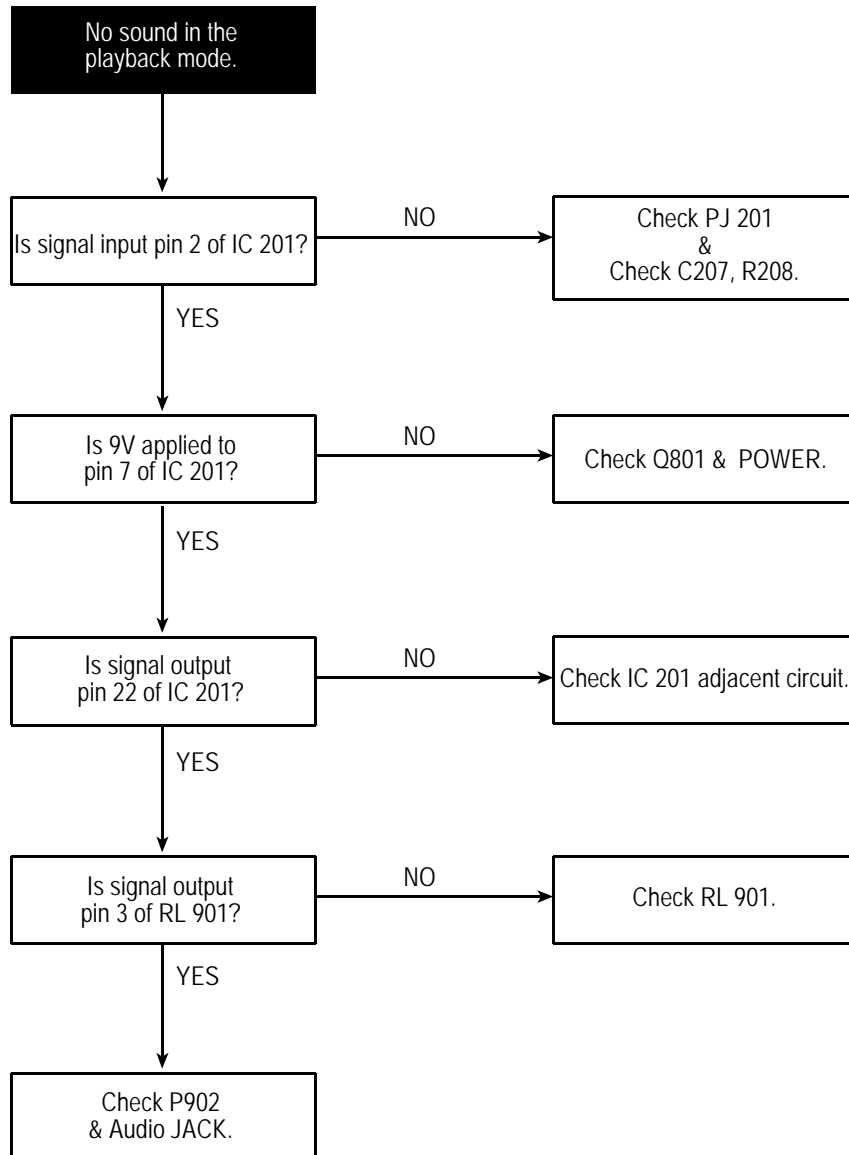 No sound in the
playback mode.
Is signal input pin 2 of IC 201?
NO
Check PJ 201
&
Check C207, R208.
YES
Is 9V applied to
pin 7 of IC 201?
NO
Check Q801 & POWER.
YES
Is signal output
pin 22 of IC 201?
NO
Check IC 201 adjacent circuit.
YES
Is signal output
pin 3 of RL 901?
NO
Check RL 901.
YES
Check P902
& Audio JACK.